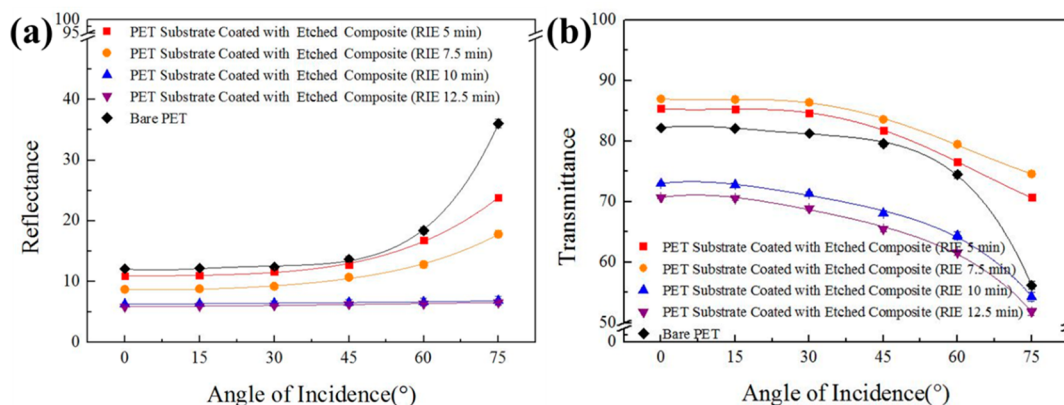 (a)
100
95
40
30
20
10
0
Reflectance
PET Substrate Coated with Etched Composite (RIE 5 min)
PET Substrate Coated with Etched Composite (RIE 7.5 min)
PET Substrate Coated with Etched Composite (RIE 10 min)
PET Substrate Coated with Etched Composite (RIE 12.5 min)
Bare PET
0 15 30 45 60 75
Angle of Incidence(°)
(b)
100
90
80
70
60
50
0
Transmittance
PET Substrate Coated with Etched Composite (RIE 5 min)
PET Substrate Coated with Etched Composite (RIE 7.5 min)
PET Substrate Coated with Etched Composite (RIE 10 min)
PET Substrate Coated with Etched Composite (RIE 12.5 min)
Bare PET
0 15 30 45 60 75
Angle of Incidence(°)